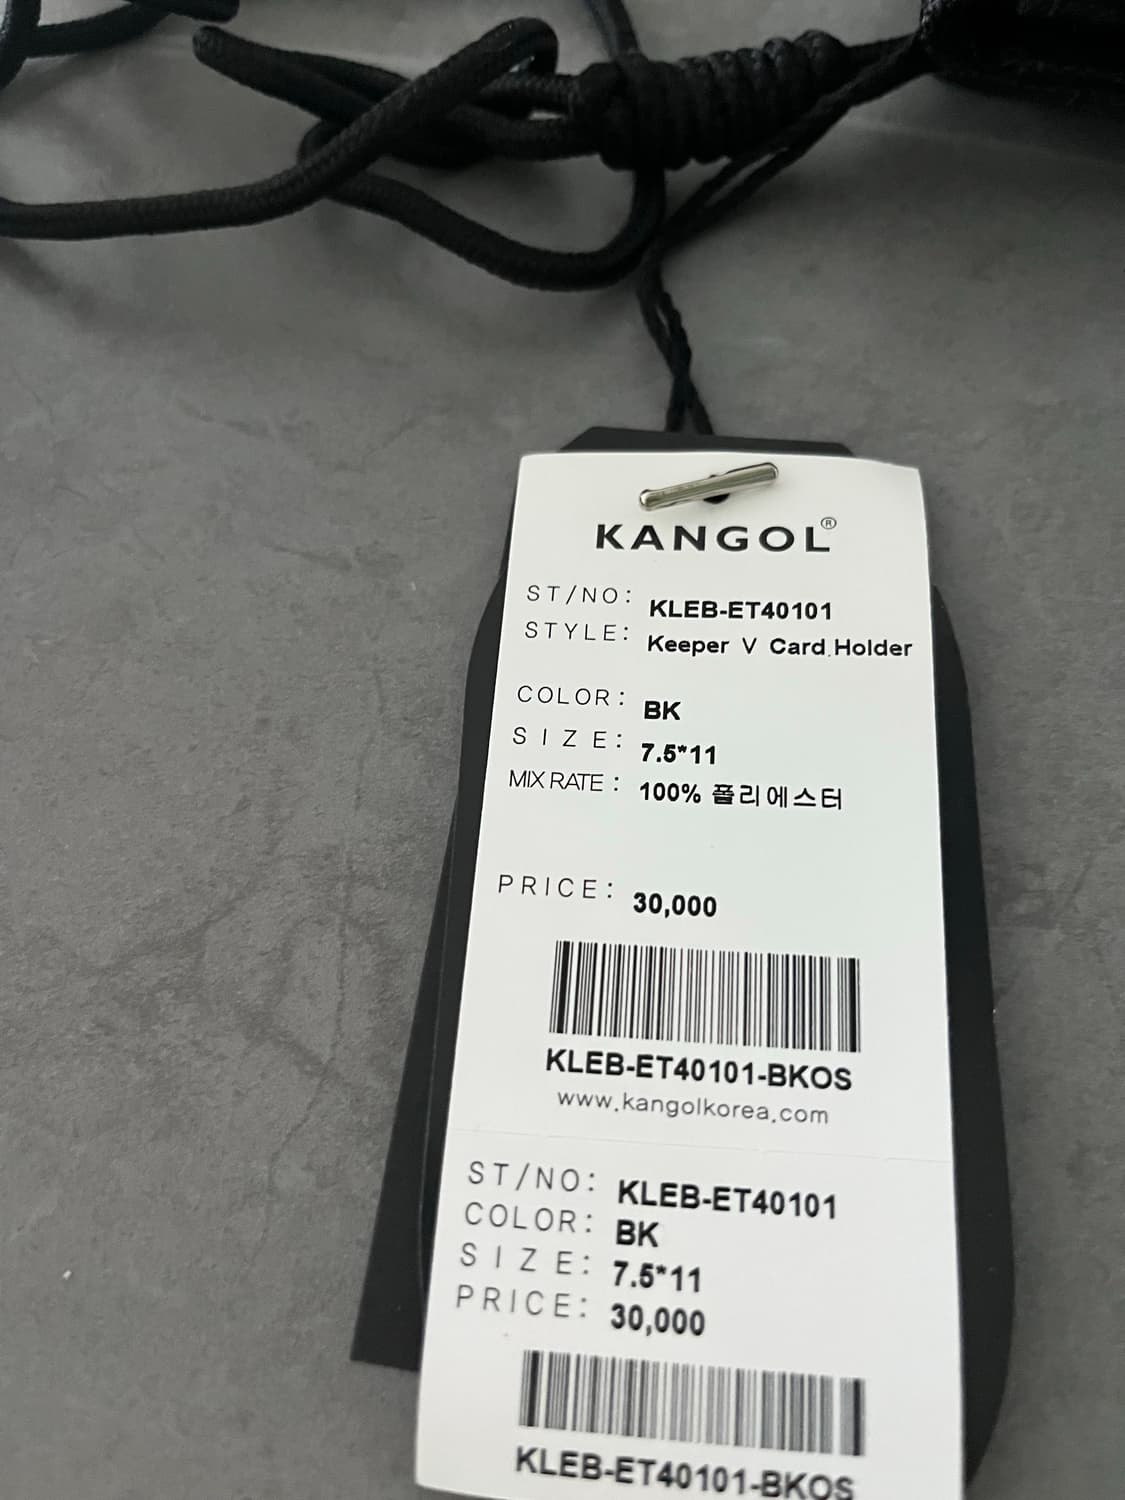 KANGOL®
ST/NO: KLEB-ET40101
STYLE: Keeper V Card Holder
COLOR: BK
SIZE: 7.5*11
MIX RATE : 100% 폴리에스터
PRICE: 30,000
KLEB-ET40101-BKOS
www.kangolkorea.com
ST/NO: KLEB-ET40101
COLOR: BK
SIZE: 7.5*11
PRICE: 30,000
KLEB-ET40101-BKOS